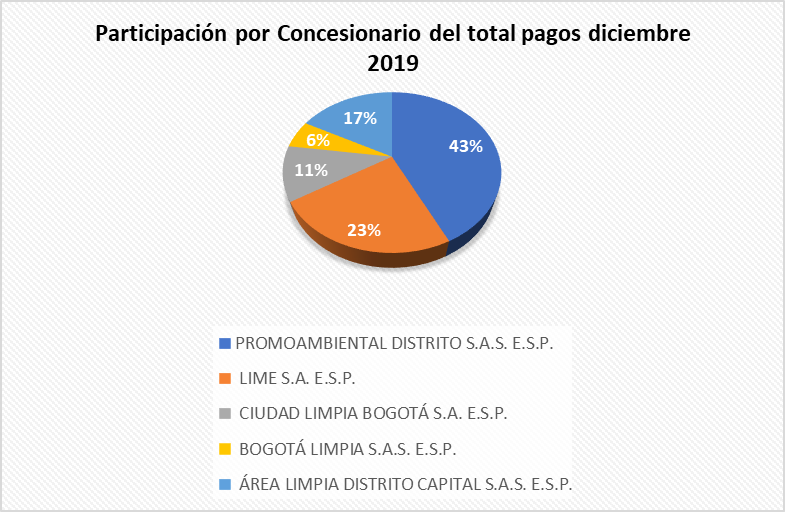 Participación por Concesionario del total pagos diciembre
2019
17%
43%
6%
11%
23%
PROMOAMBIENTAL DISTRITO S.A.S. E.S.P.
LIME S.A. E.S.P.
CIUDAD LIMPIA BOGOTÁ S.A. E.S.P.
BOGOTÁ LIMPIA S.A.S. E.S.P.
ÁREA LIMPIA DISTRITO CAPITAL S.A.S. E.S.P.